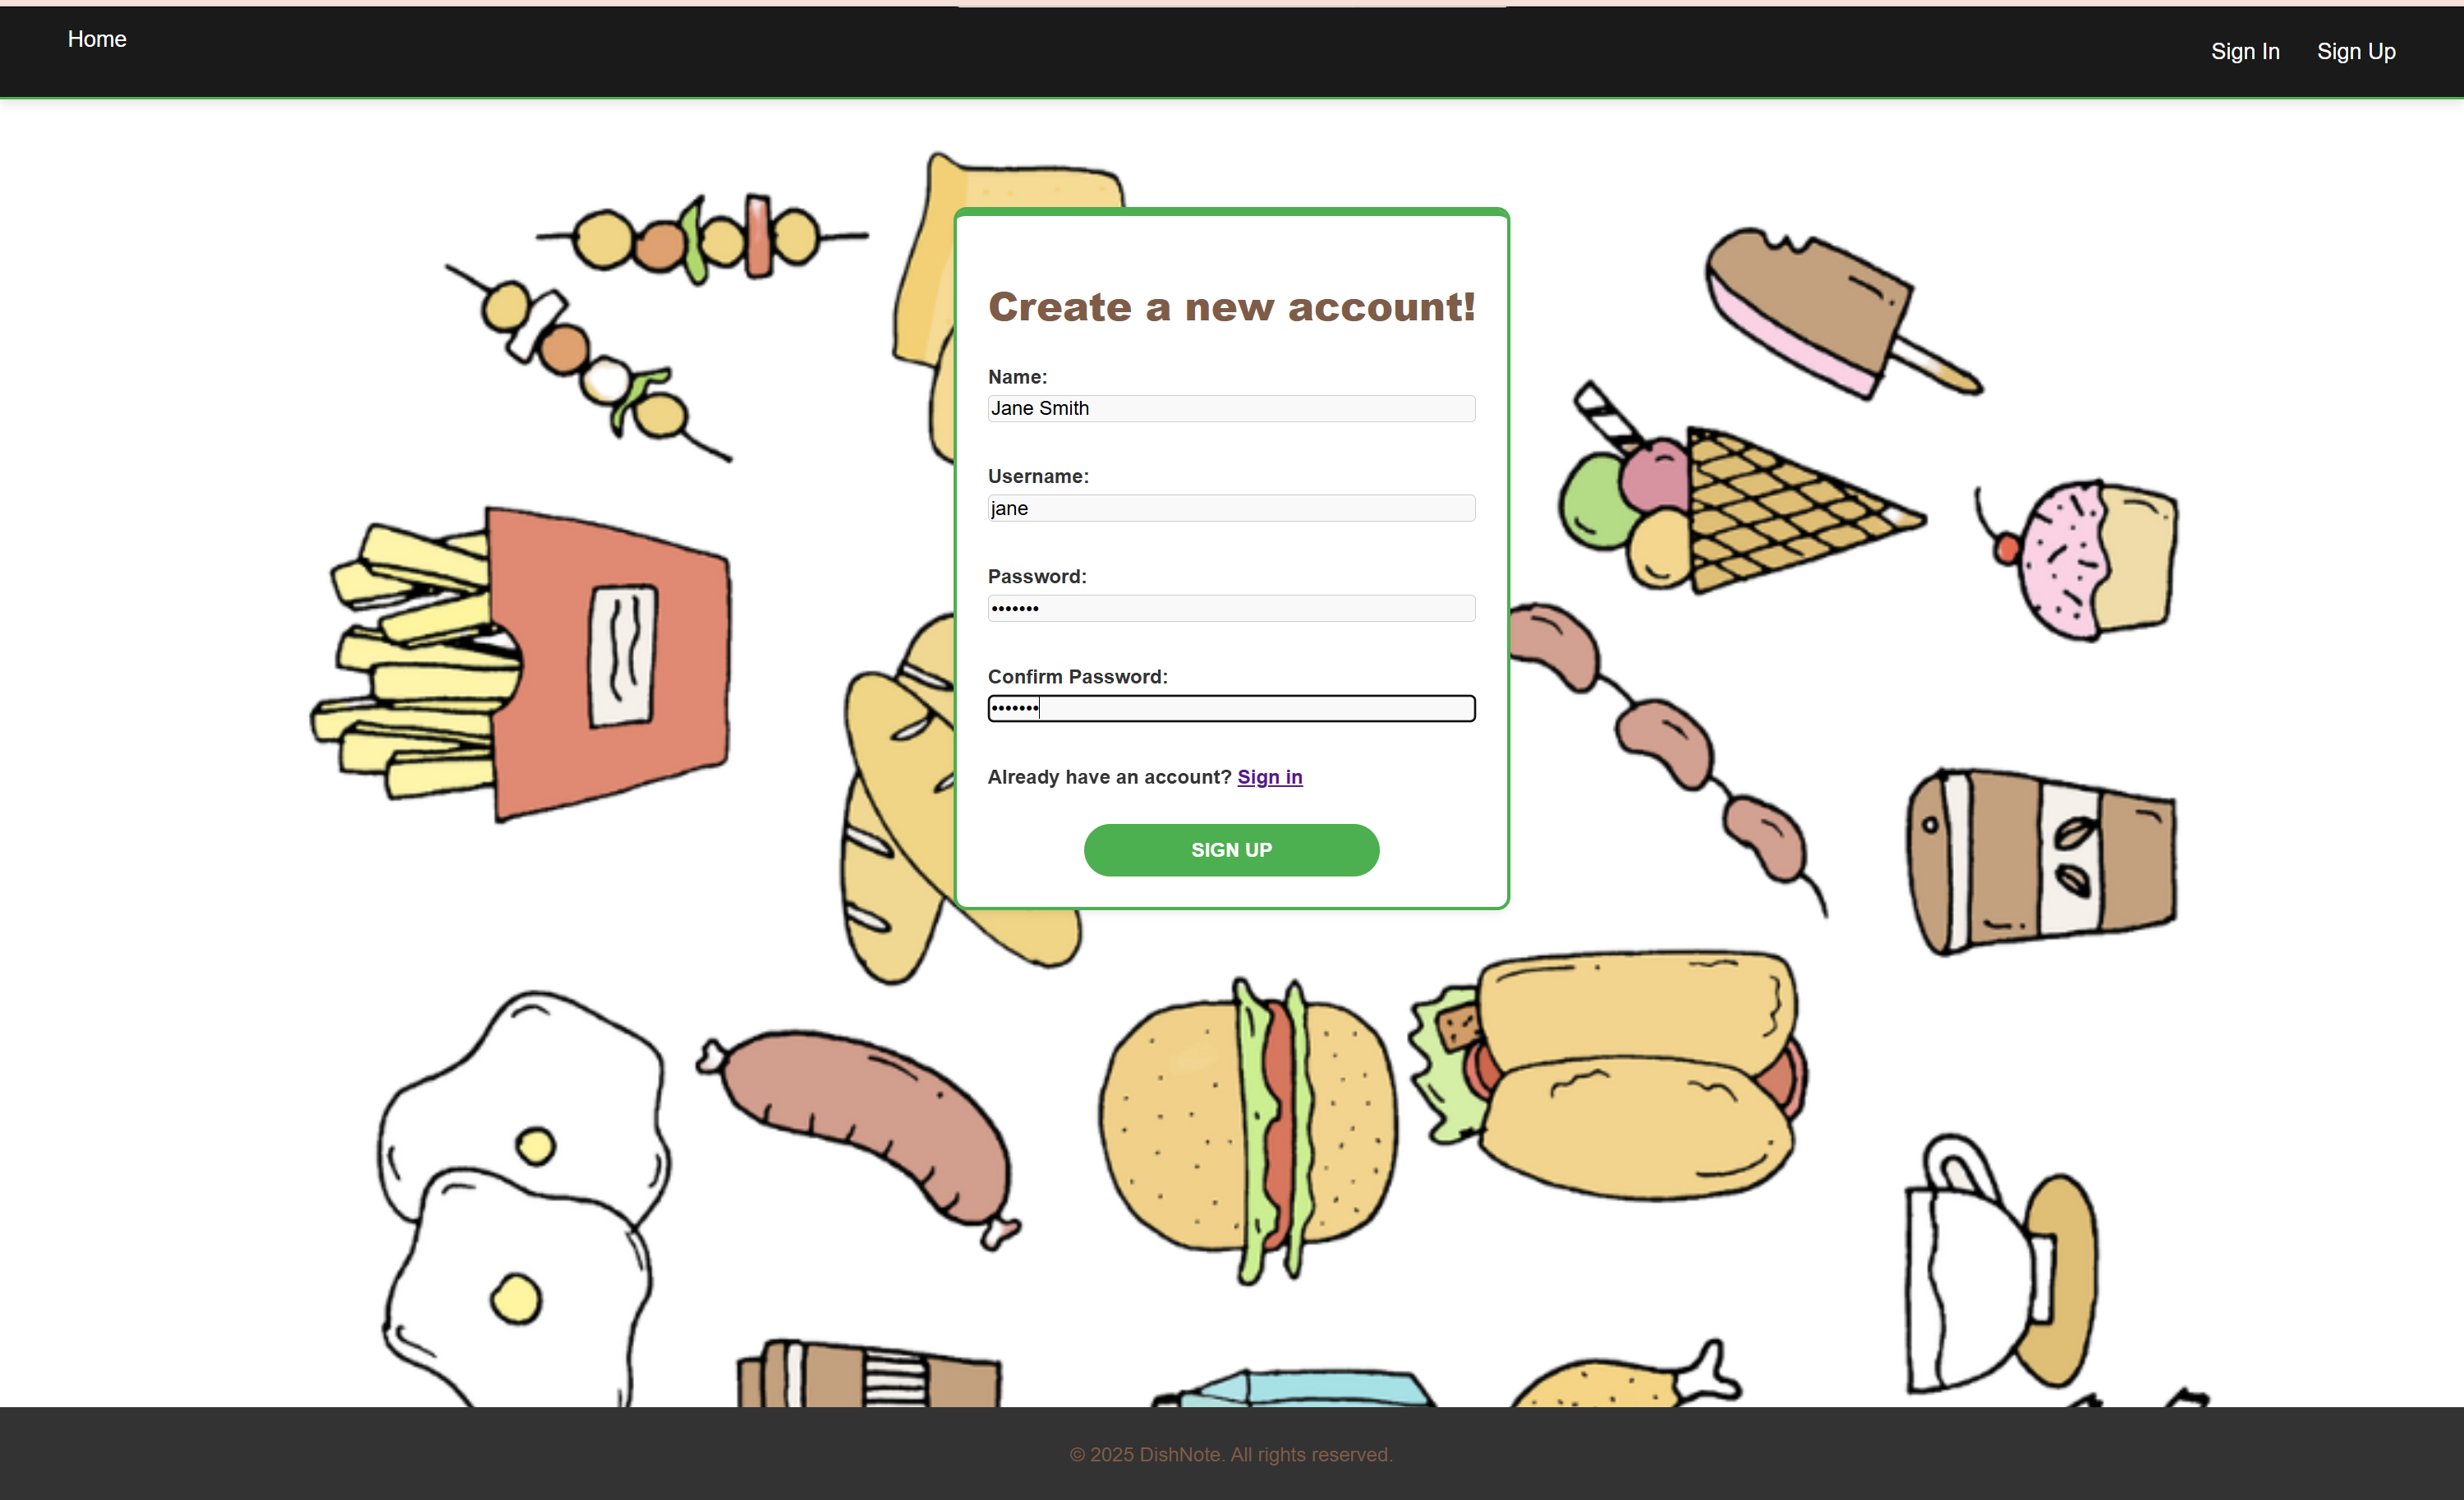 Home
Sign In
Sign Up
Create a new account!
Name:
Jane Smith
Username:
jane
Password:
•••••••
Confirm Password:
•••••••
Already have an account? Sign in
SIGN UP
© 2025 DishNote. All rights reserved.